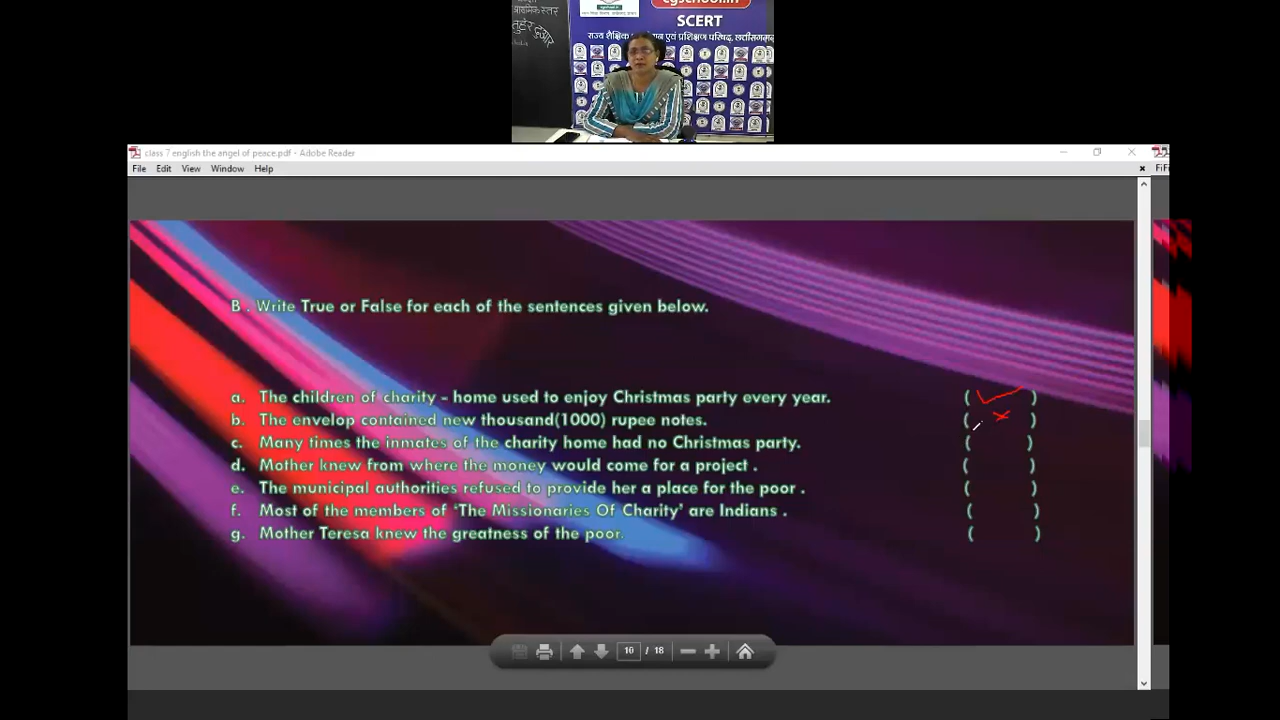 cgschool.in
SCERT
class 7 english the angel of peace.pdf - Adobe Reader
File Edit View Window Help
B . Write True or False for each of the sentences given below.
a. The children of charity - home used to enjoy Christmas party every year. ( )
b. The envelop contained new thousand(1000) rupee notes. ( )
c. Many times the inmates of the charity home had no Christmas party. ( )
d. Mother knew from where the money would come for a project . ( )
e. The municipal authorities refused to provide her a place for the poor . ( )
f. Most of the members of ‘The Missionaries Of Charity’ are Indians . ( )
g. Mother Teresa knew the greatness of the poor. ( )
10 / 18